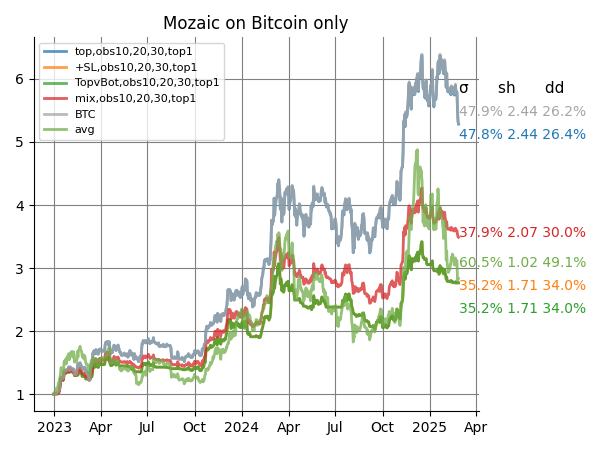 Mozaic on Bitcoin only
top,obs10,20,30,top1
+SL,obs10,20,30,top1
TopvBot,obs10,20,30,top1
mix,obs10,20,30,top1
BTC
avg
σ sh dd
47.9% 2.44 26.2%
47.8% 2.44 26.4%
37.9% 2.07 30.0%
60.5% 1.02 49.1%
35.2% 1.71 34.0%
35.2% 1.71 34.0%
6
5
4
3
2
1
2023 Apr Jul Oct 2024 Apr Jul Oct 2025 Apr